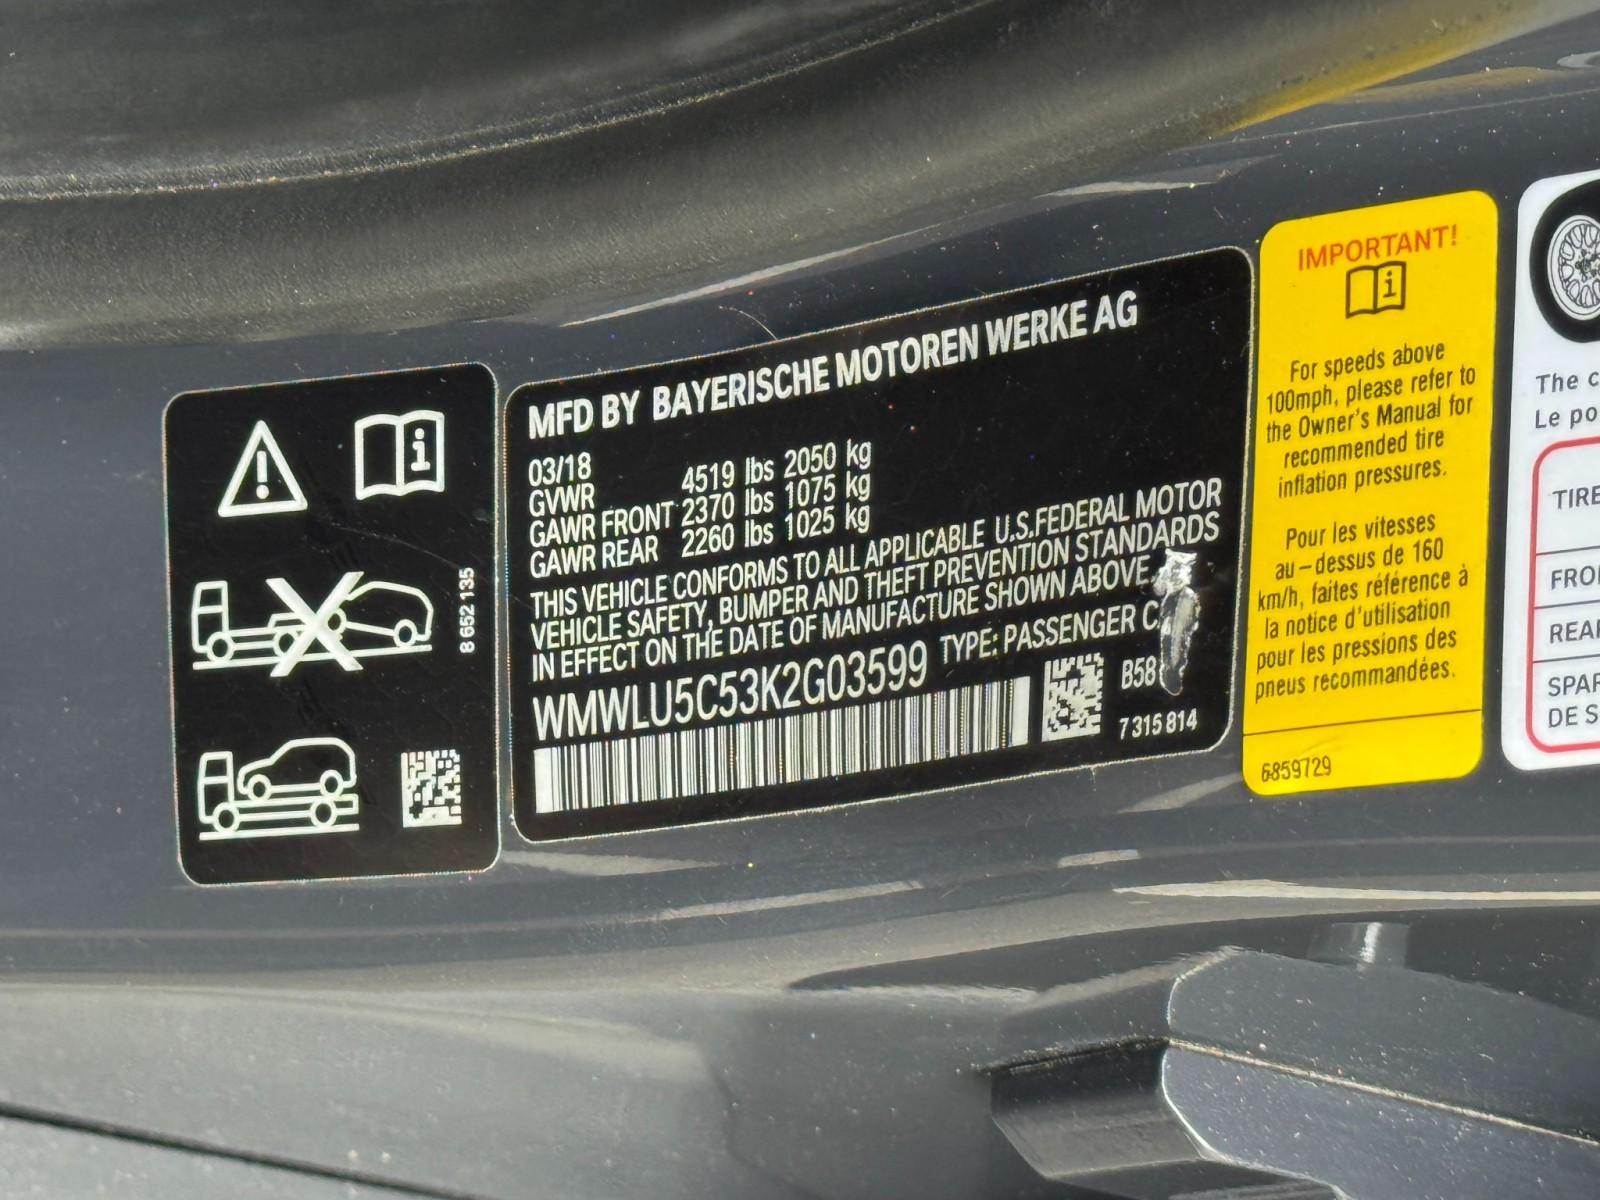 8 652 135
MFD BY BAYERISCHE MOTOREN WERKE AG
03/18
GVWR 4519 lbs 2050 kg
GAWR FRONT 2370 lbs 1075 kg
GAWR REAR 2260 lbs 1025 kg
THIS VEHICLE CONFORMS TO ALL APPLICABLE U.S.FEDERAL MOTOR
VEHICLE SAFETY, BUMPER AND THEFT PREVENTION STANDARDS
IN EFFECT ON THE DATE OF MANUFACTURE SHOWN ABOVE.
WMWLU5C53K2G03599 TYPE: PASSENGER
B58
7 315 814
IMPORTANT!
i
For speeds above
100mph, please refer to
the Owner's Manual for
recommended tire
inflation pressures.
Pour les vitesses
au-dessus de 160
km/h, faites référence à
la notice d'utilisation
pour les pressions des
pneus recommandées.
6859729
The c
Le po
TIRE
FRO
REAR
SPAR
DE S